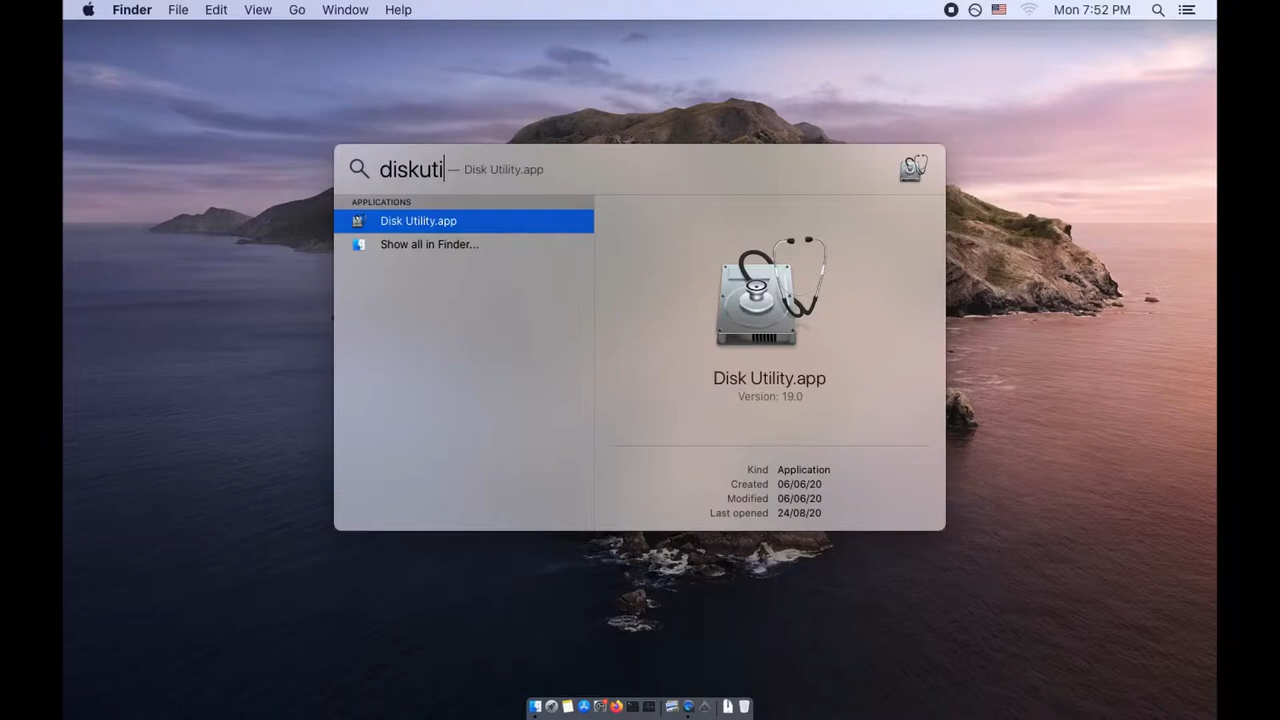 Finder File Edit View Go Window Help Mon 7:52 PM
diskuti — Disk Utility.app
APPLICATIONS
Disk Utility.app
Show all in Finder...
Disk Utility.app
Version: 19.0
Kind Application
Created 06/06/20
Modified 06/06/20
Last opened 24/08/20